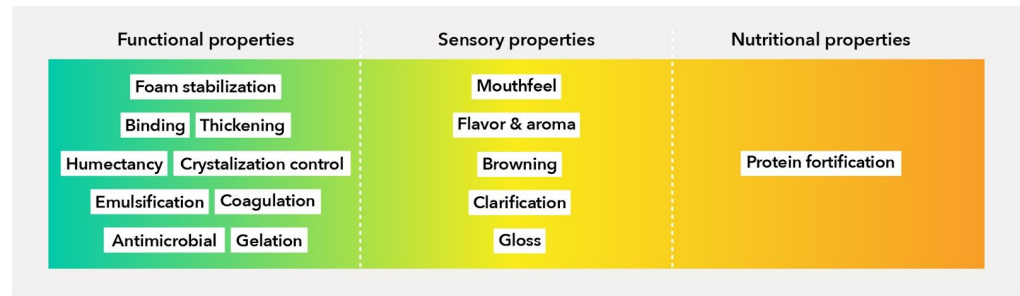 Functional properties
Foam stabilization
Binding Thickening
Humectancy Crystalization control
Emulsification Coagulation
Antimicrobial Gelation
Sensory properties
Mouthfeel
Flavor & aroma
Browning
Clarification
Gloss
Nutritional properties
Protein fortification